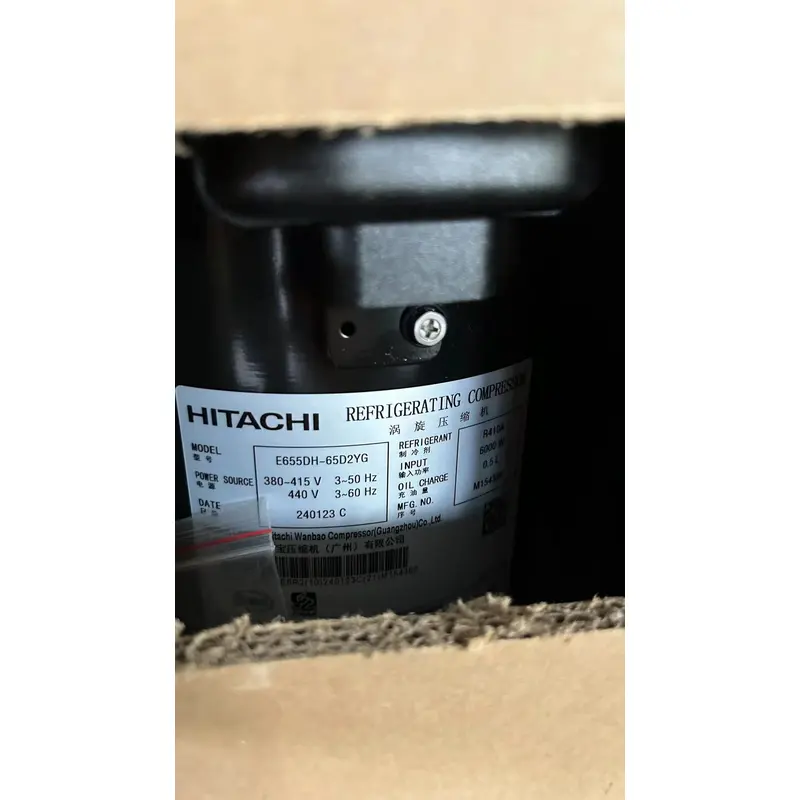 HITACHI REFRIGERATING COMPRESSOR
涡旋压缩机
MODEL
型号
E655DH-65D2YG
POWER SOURCE
电源
380~415 V 3~50 Hz
440 V 3~60 Hz
DATE
240123 C
REFRIGERANT
制冷剂
R410A
INPUT
输入功率
6000 W
OIL CHARGE
充油量
0.5 L
MFG. NO.
序号
Hitachi Wanbao Compressor(Guangzhou)Co., Ltd.
压缩机(广州)有限公司